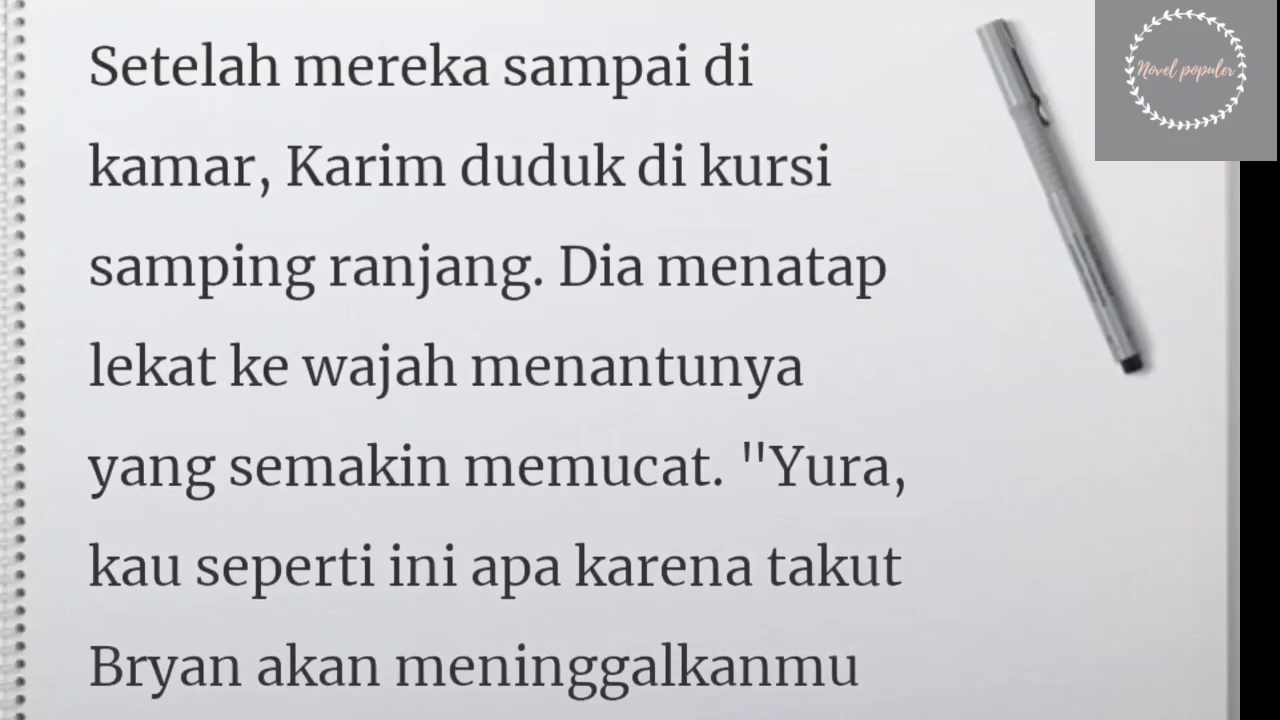 Setelah mereka sampai di
kamar, Karim duduk di kursi
samping ranjang. Dia menatap
lekat ke wajah menantunya
yang semakin memucat. "Yura,
kau seperti ini apa karena takut
Bryan akan meninggalkanmu
Novel populer